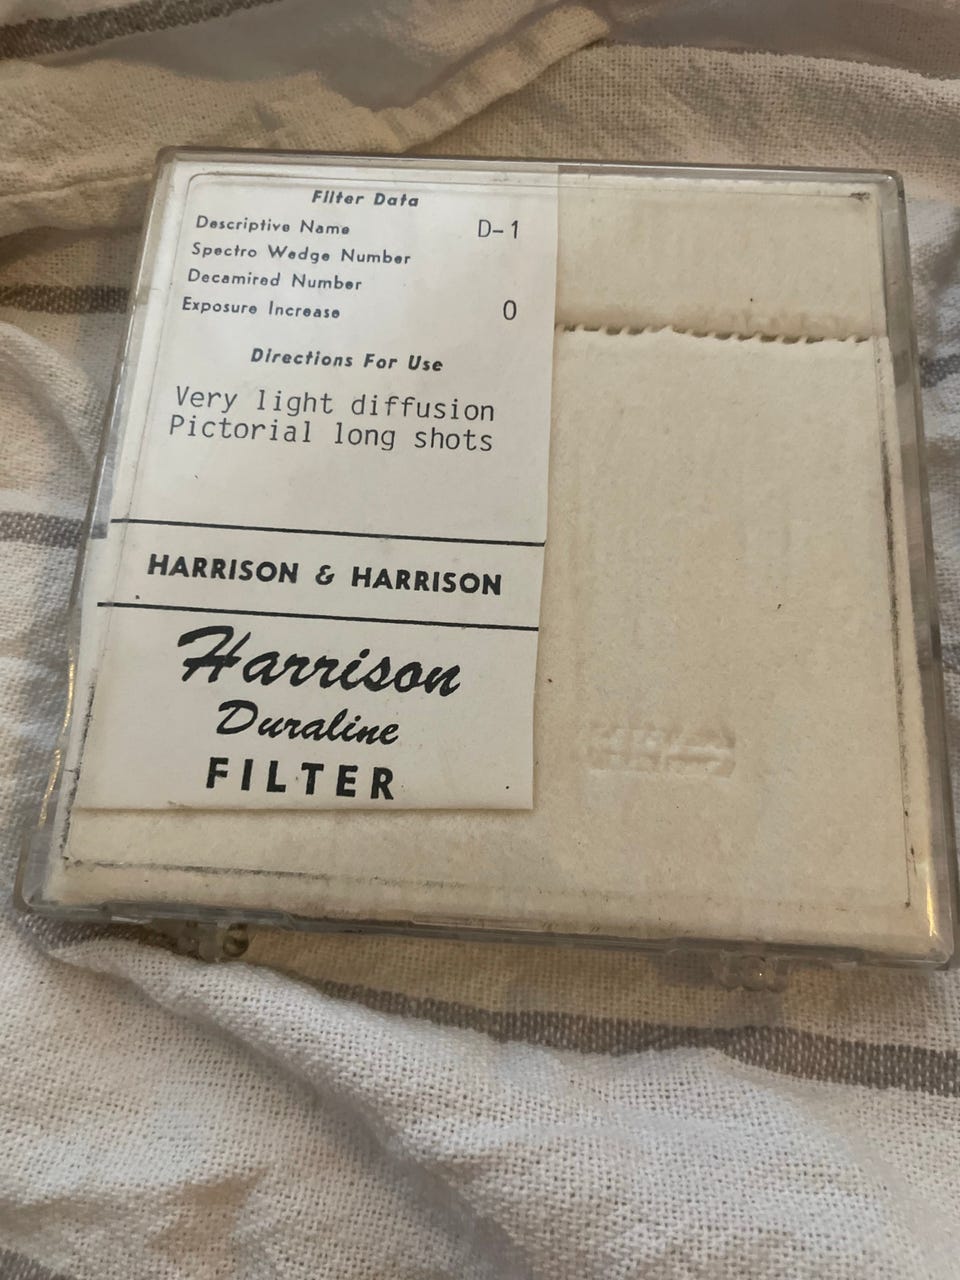 Filter Data
Descriptive Name D-1
Spectro Wedge Number
Decamired Number
Exposure Increase 0
Directions For Use
Very light diffusion
Pictorial long shots
HARRISON & HARRISON
Harrison
Duraline
FILTER